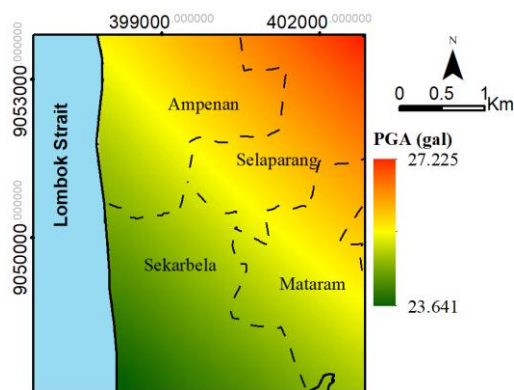 399000.000000
402000.000000
9053000.000000
9050000.000000
Lombok Strait
Ampenan
Selaparang
Sekarbela
Mataram
N
0 0.5 1
Km
PGA (gal)
27.225
23.641